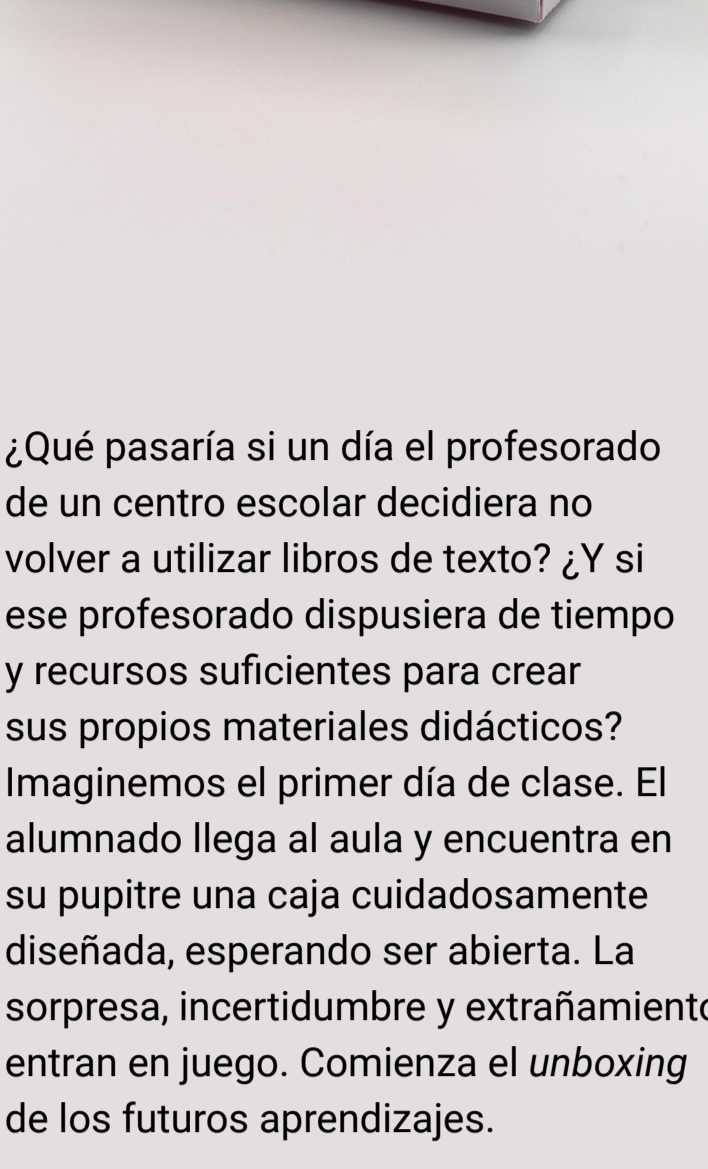 ¿Qué pasaría si un día el profesorado
de un centro escolar decidiera no
volver a utilizar libros de texto? ¿Y si
ese profesorado dispusiera de tiempo
y recursos suficientes para crear
sus propios materiales didácticos?
Imaginemos el primer día de clase. El
alumnado llega al aula y encuentra en
su pupitre una caja cuidadosamente
diseñada, esperando ser abierta. La
sorpresa, incertidumbre y extrañamiento
entran en juego. Comienza el unboxing
de los futuros aprendizajes.